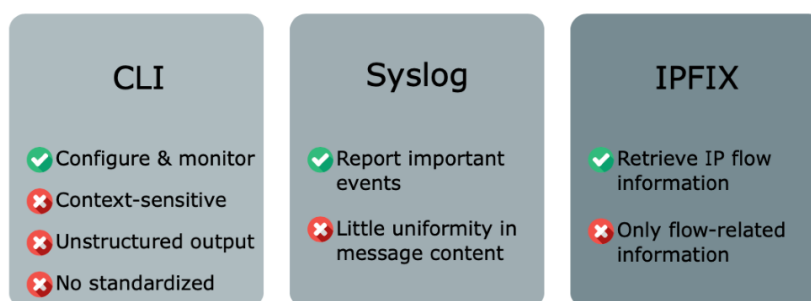 CLI
Configure & monitor
Context-sensitive
Unstructured output
No standardized
Syslog
Report important
events
Little uniformity in
message content
IPFIX
Retrieve IP flow
information
Only flow-related
information